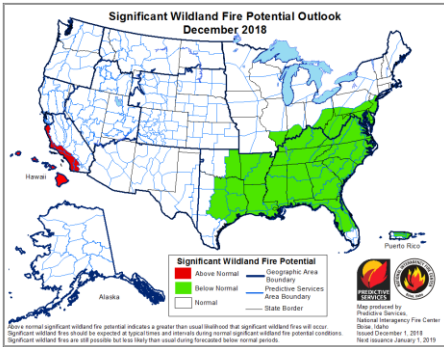 Significant Wildland Fire Potential Outlook
December 2018
Hawaii
Alaska
Puerto Rico
Significant Wildland Fire Potential
Above Normal
Below Normal
Normal
Geographic Area
Boundary
Predictive Services
Area Boundary
State Border
PREDICTIVE
SERVICES
Map produced by
Predictive Services,
National Interagency Fire Center
Boise, Idaho
Issued December 1, 2018
Next issuance January 1, 2019
Above normal significant wildland fire potential indicates a greater than usual likelihood that significant wildland fires will occur.
Significant wildland fires should be expected at typical times and intervals during normal significant wildland fire potential conditions.
Significant wildland fires are still possible but less likely than usual during forecasted below normal periods.